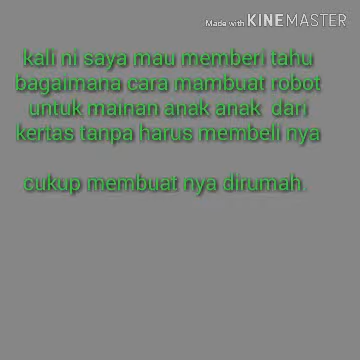 Made with KINEMASTER
kali ni saya mau memberi tahu
bagaimana cara mambuat robot
untuk mainan anak anak dari
kertas tanpa harus membeli nya
cukup membuat nya dirumah.